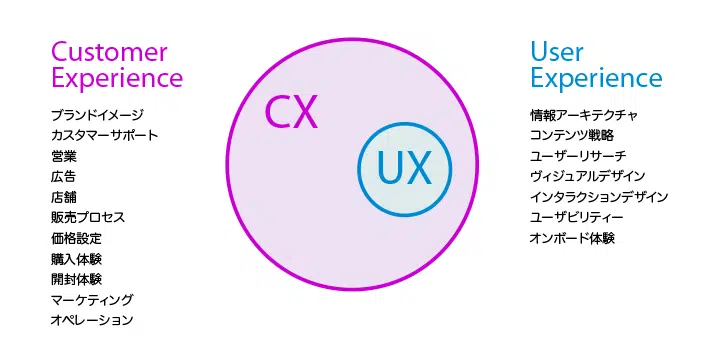 Customer
Experience
ブランドイメージ
カスタマーサポート
営業
広告
店舗
販売プロセス
価格設定
購入体験
開封体験
マーケティング
オペレーション
CX
UX
User
Experience
情報アーキテクチャ
コンテンツ戦略
ユーザーリサーチ
ヴィジュアルデザイン
インタラクションデザイン
ユーザビリティー
オンボード体験